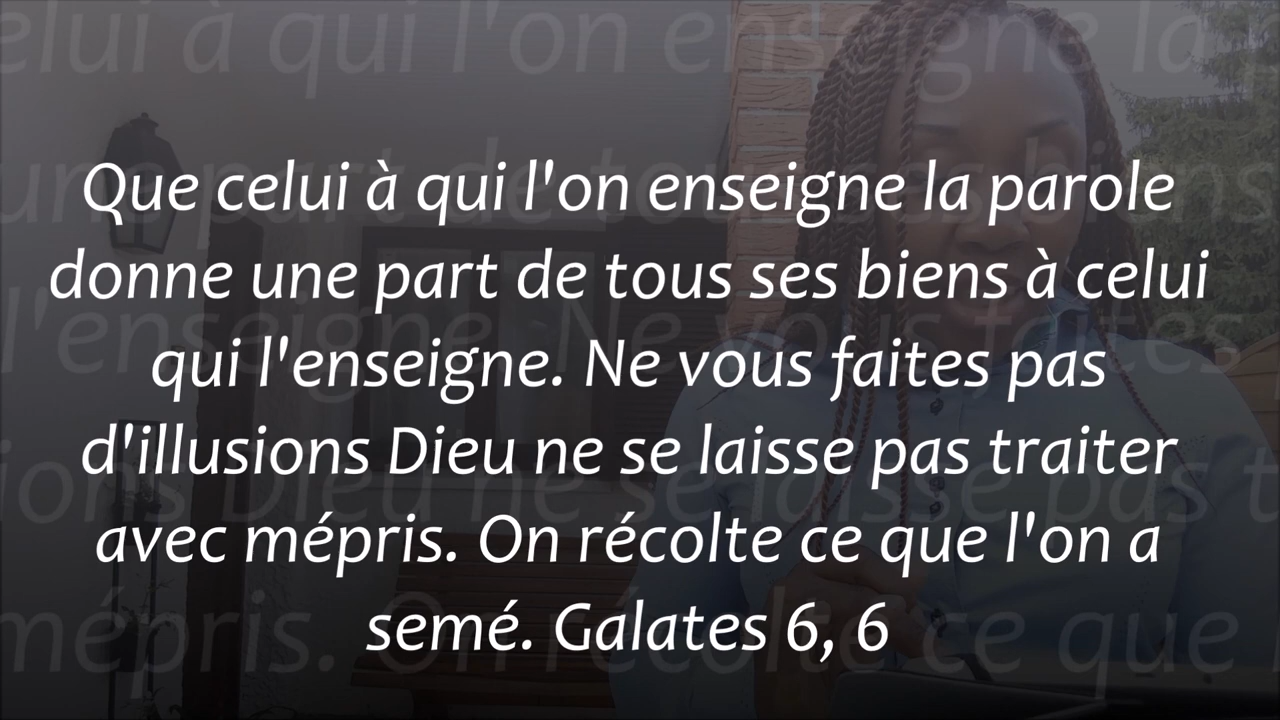 Que celui à qui l'on enseigne la parole
donne une part de tous ses biens à celui
qui l'enseigne. Ne vous faites pas
d'illusions Dieu ne se laisse pas traiter
avec mépris. On récolte ce que l'on a
semé. Galates 6, 6